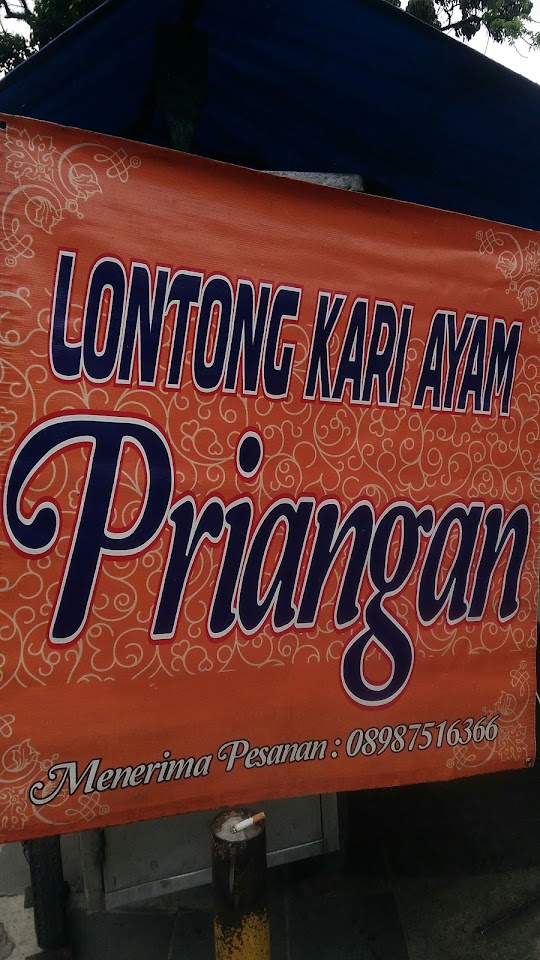 LONTONG KARI AYAM
Priangan
Menerima Pesanan : 08987516366